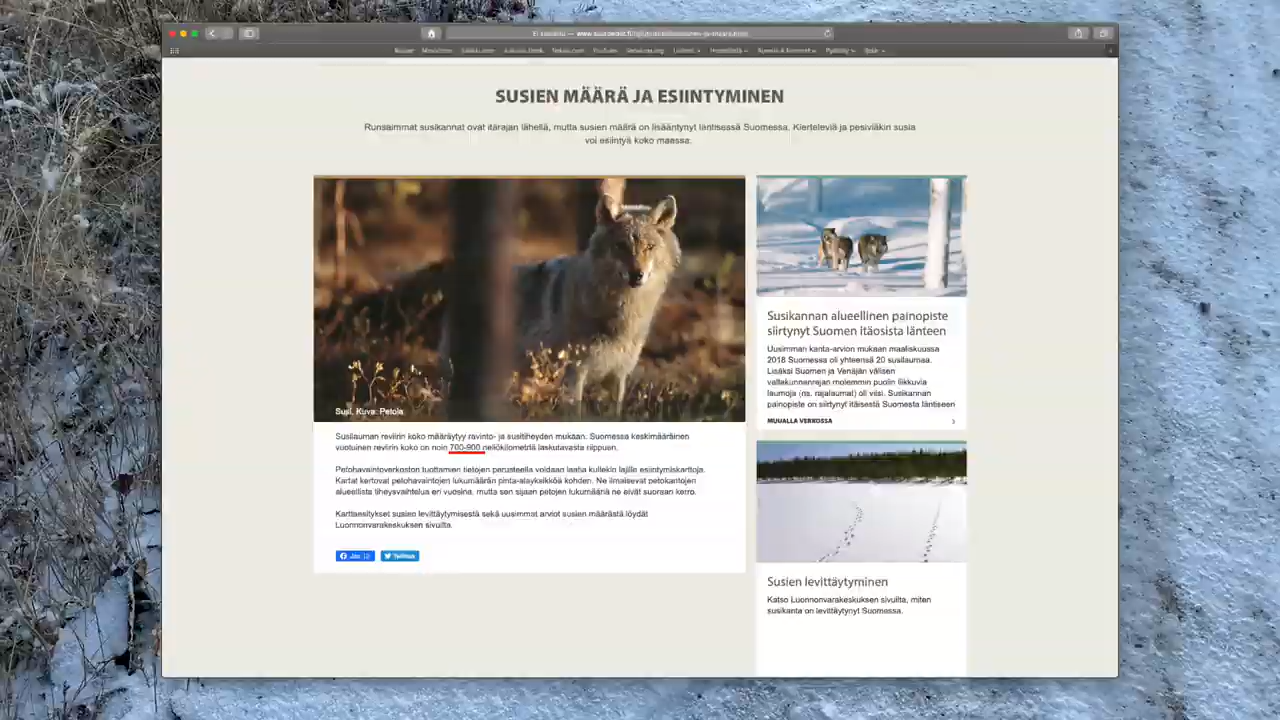 SUSIEN MÄÄRÄ JA ESIINTYMINEN
Runsaimmat susikannat ovat itärajan lähellä, mutta susien määrä on lisääntynyt läntisessä Suomessa. Kierteleviä ja pesiviäkin susia
voi esiintyä koko maassa.
Susi. Kuva: Petola
Susilauman reviirin koko määräytyy ravinto- ja susitiheyden mukaan. Suomessa keskimääräinen
vuotuinen reviirin koko on noin 700-900 neliökilometriä laskutavasta riippuen.
Petohavaintoverkoston tuottamien tietojen perusteella voidaan laatia kullekin lajille esiintymiskarttoja.
Kartat kertovat petohavaintojen lukumäärän pinta-alayksikköä kohden. Ne ilmaisevat petokantojen
alueellista tiheysvaihtelua eri vuosina, mutta sen sijaan petojen lukumääriä ne eivät suoraan kerro.
Karttaesitykset susien levittäytymisestä sekä uusimmat arviot susien määrästä löydät
Luonnonvarakeskuksen sivuilta.
Jaa
Twiittaa
Susikannan alueellinen painopiste
siirtynyt Suomen itäosista länteen
Uusimman kanta-arvion mukaan maaliskuussa
2018 Suomessa oli yhteensä 20 susilaumaa.
Lisäksi Suomen ja Venäjän välisen
valtakunnanrajan molemmin puolin liikkuvia
laumoja (ns. rajalaumat) oli viisi. Susikannan
painopiste on siirtynyt itäisestä Suomesta läntiseen
MUUALLA VERKOSSA
Susien levittäytyminen
Katso Luonnonvarakeskuksen sivuilta, miten
susikanta on levittäytynyt Suomessa.